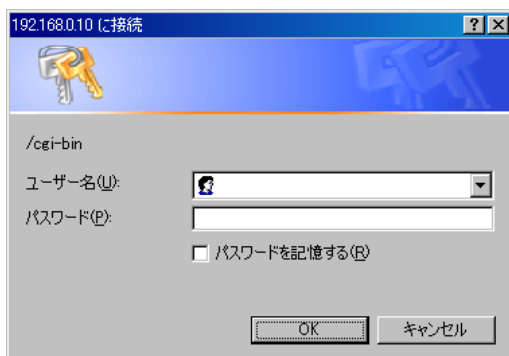 192.168.0.10 に接続
/cgi-bin
ユーザー名(U):
パスワード(P):
パスワードを記憶する(R)
OK
キャンセル